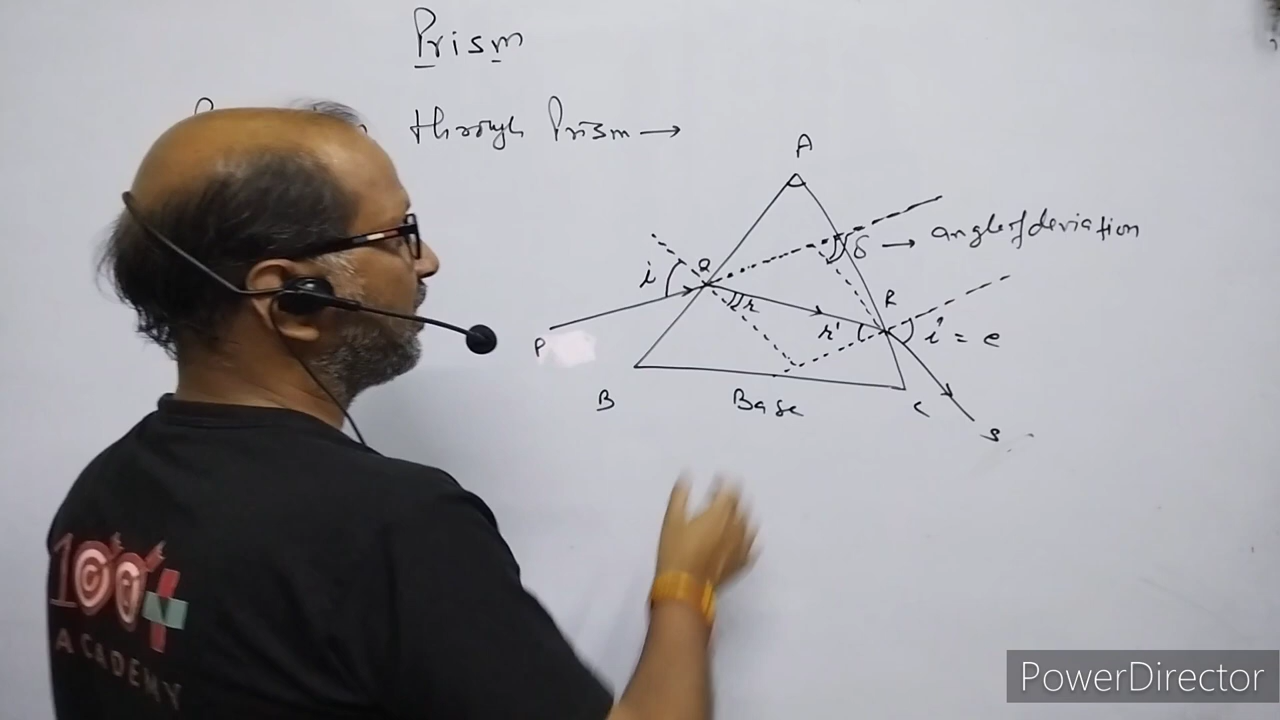 Prism
through Prism →
A
δ → angle of deviation
i
Q
r
R
r' i' = e
P
B Base C
S
100+
ACADEMY
PowerDirector